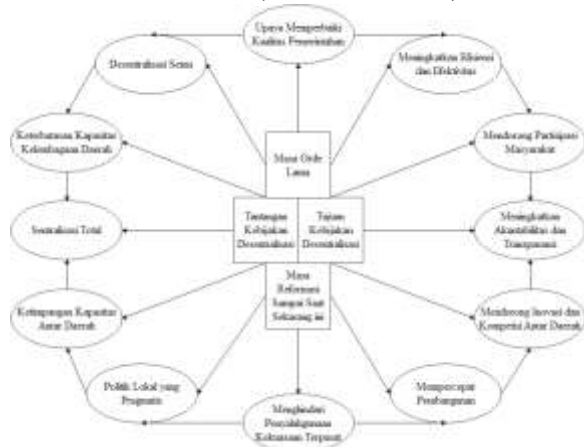 Upaya Memperbaiki
Kualitas Pemerintahan
Desentralisasi Semu
Meningkatkan Efisiensi
dan Efektivitas
Keterbatasan Kapasitas
Kelembagaan Daerah
Masa Orde
Lama
Mendorong Partisipasi
Masyarakat
Sentralisasi Total
Tantangan
Kebijakan
Desentralisasi
Tujuan
Kebijakan
Desentralisasi
Meningkatkan
Akuntabilitas dan
Transparansi
Ketimpangan Kapasitas
Antar Daerah
Masa
Reformasi
Sampai Saat
Sekarang ini
Mendorong Inovasi dan
Kompetisi Antar Daerah
Politik Lokal yang
Pragmatis
Menghindari
Penyalahgunaan
Kekuasaan Terpusat
Mempercepat
Pembangunan